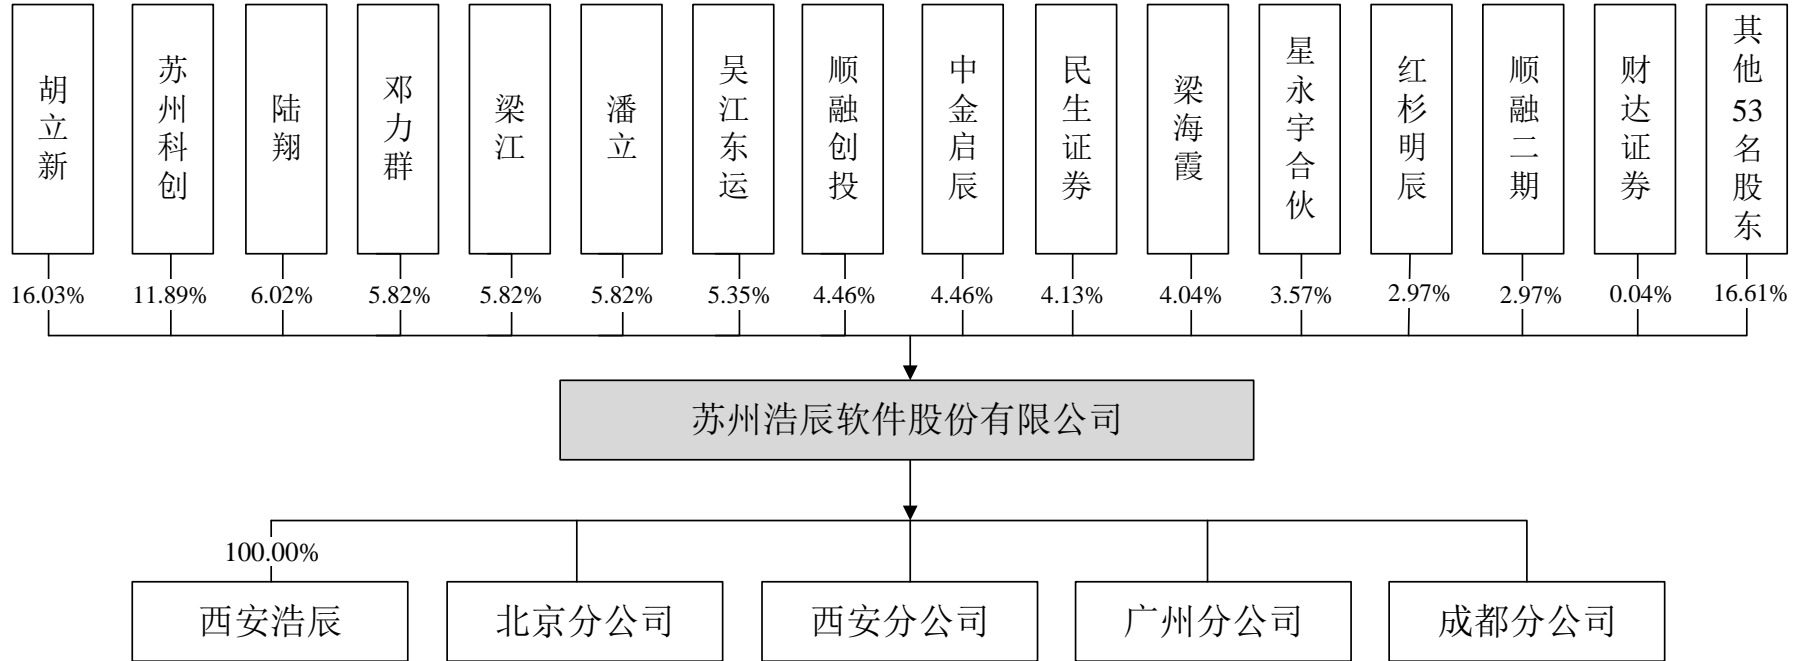 胡立新
苏州科创
陆翔
邓力群
梁江
潘立
吴江东运
顺融创投
中金启辰
民生证券
梁海霞
星永宇合伙
红杉明辰
顺融二期
财达证券
其他53名股东
16.03% 11.89% 6.02% 5.82% 5.82% 5.82% 5.35% 4.46% 4.46% 4.13% 4.04% 3.57% 2.97% 2.97% 0.04% 16.61%
苏州浩辰软件股份有限公司
100.00%
西安浩辰 北京分公司 西安分公司 广州分公司 成都分公司